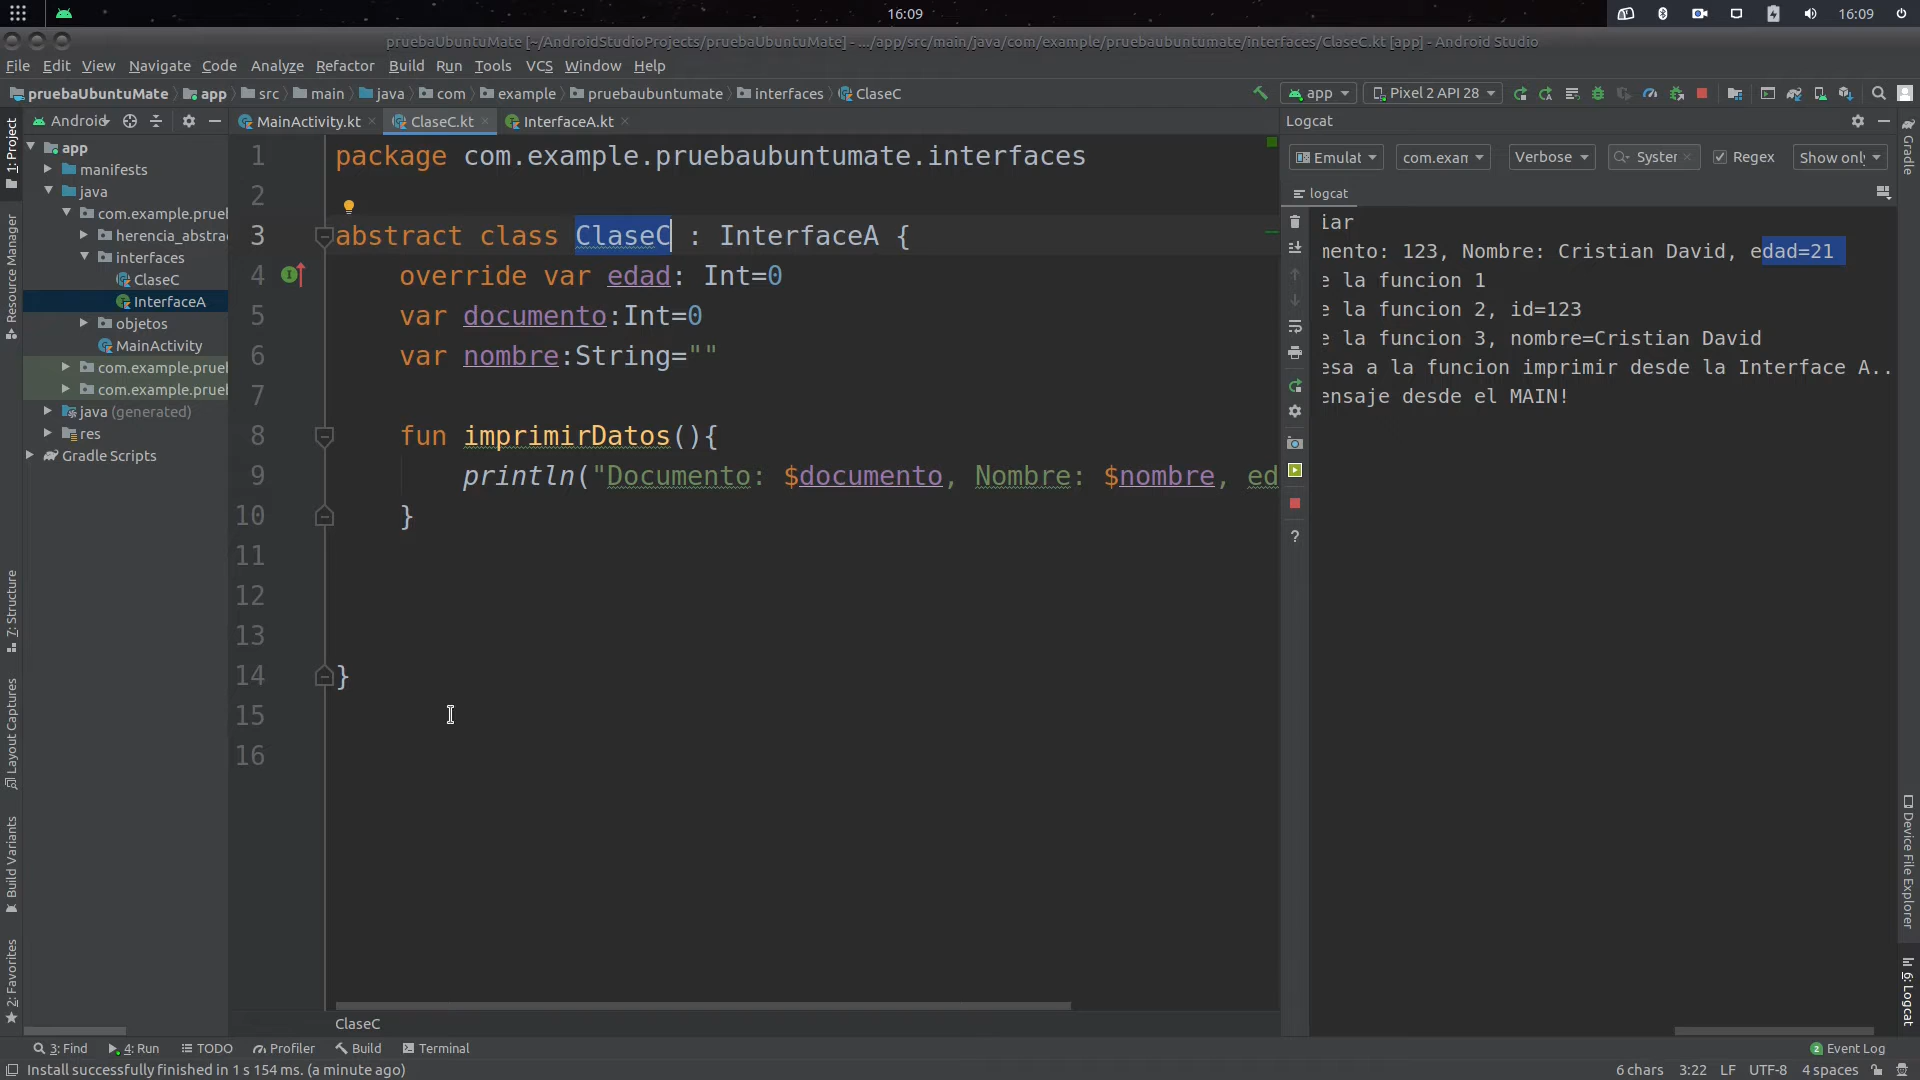 16:09
16:09
pruebaUbuntuMate [~/AndroidStudioProjects/pruebaUbuntuMate] - .../app/src/main/java/com/example/pruebaubuntumate/interfaces/ClaseC.kt [app] - Android Studio
File Edit View Navigate Code Analyze Refactor Build Run Tools VCS Window Help
pruebaUbuntuMate app src main java com example pruebaubuntumate interfaces ClaseC
app Pixel 2 API 28
Android
MainActivity.kt ClaseC.kt InterfaceA.kt
1: Project
Resource Manager
7: Structure
Layout Captures
Build Variants
2: Favorites
app
manifests
java
com.example.pruel
herencia_abstra
interfaces
ClaseC
InterfaceA
objetos
MainActivity
com.example.pruel
com.example.pruel
java (generated)
res
Gradle Scripts
1 package com.example.pruebaubuntumate.interfaces
2
3 abstract class ClaseC : InterfaceA {
4 override var edad: Int=0
5 var documento:Int=0
6 var nombre:String=""
7
8 fun imprimirDatos(){
9 println("Documento: $documento, Nombre: $nombre, ed
10 }
11
12
13
14 }
15
16
ClaseC
Logcat
Emulat com.exan Verbose System Regex Show only
logcat
iar
mento: 123, Nombre: Cristian David, edad=21
e la funcion 1
e la funcion 2, id=123
e la funcion 3, nombre=Cristian David
esa a la funcion imprimir desde la Interface A..
ensaje desde el MAIN!
?
Gradle
Device File Explorer
6: Logcat
3: Find 4: Run TODO Profiler Build Terminal
2 Event Log
Install successfully finished in 1 s 154 ms. (a minute ago)
6 chars 3:22 LF UTF-8 4 spaces